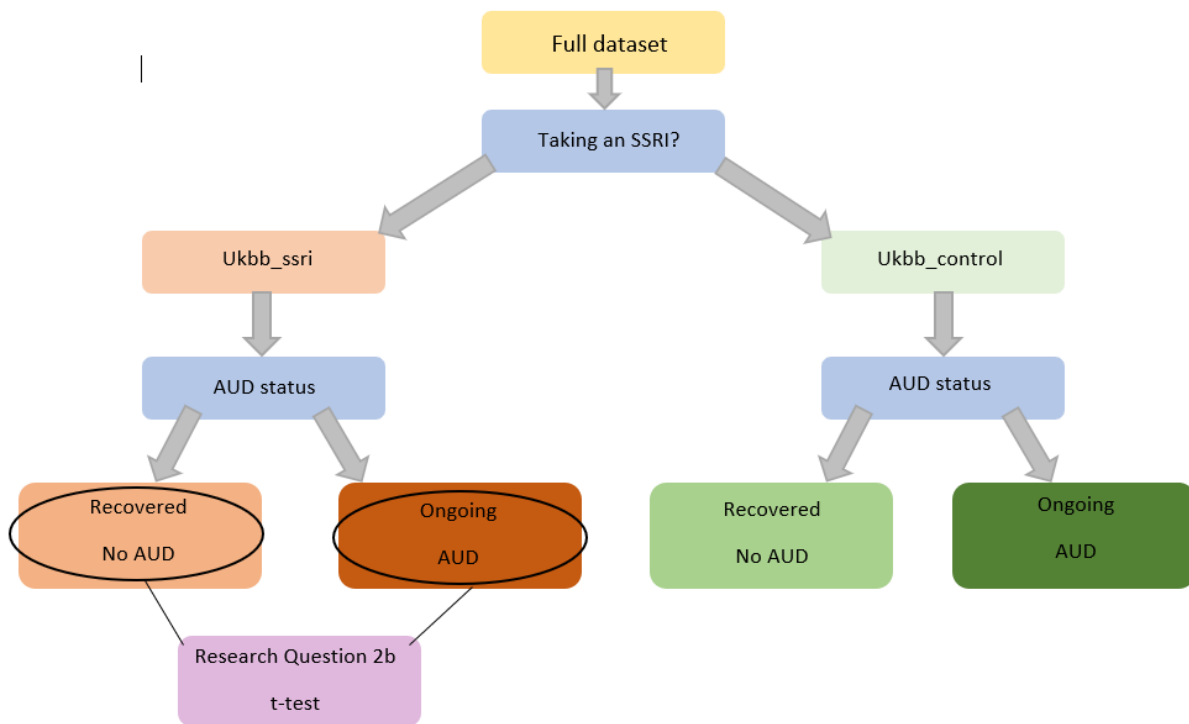 Full dataset
Taking an SSRI?
Ukbb_ssri
Ukbb_control
AUD status
AUD status
Recovered
No AUD
Ongoing
AUD
Recovered
No AUD
Ongoing
AUD
Research Question 2b
t-test